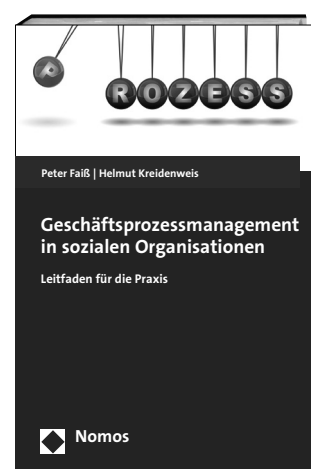 PROZESS
Peter Faiß | Helmut Kreidenweis
Geschäftsprozessmanagement
in sozialen Organisationen
Leitfaden für die Praxis
Nomos